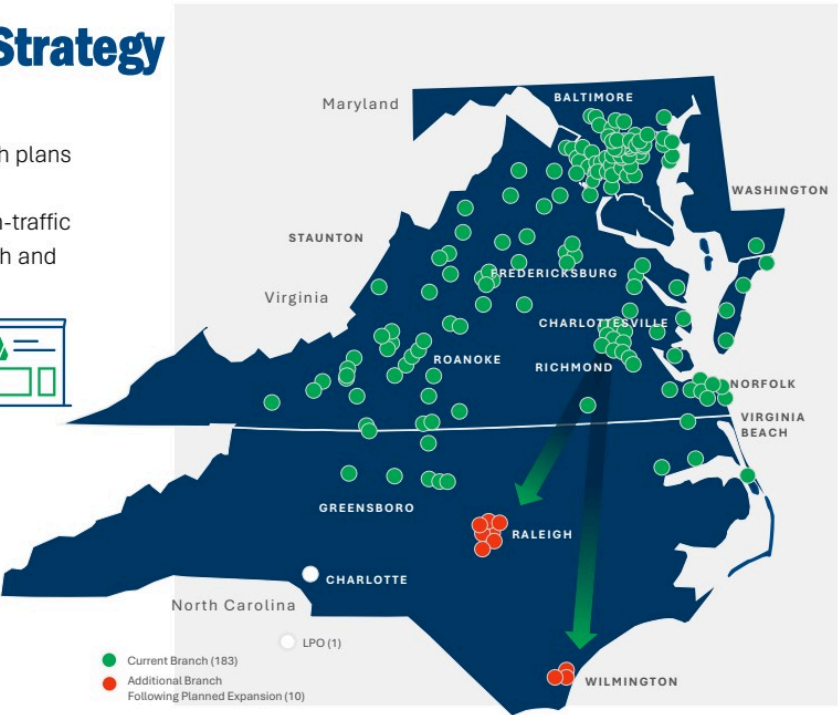 Strategy
h plans
-traffic
h and
Maryland
BALTIMORE
WASHINGTON
STAUNTON
FREDERICKSBURG
Virginia
CHARLOTTESVILLE
ROANOKE
RICHMOND
NORFOLK
VIRGINIA
BEACH
GREENSBORO
RALEIGH
CHARLOTTE
North Carolina
LPO (1)
Current Branch (183)
Additional Branch
Following Planned Expansion (10)
WILMINGTON